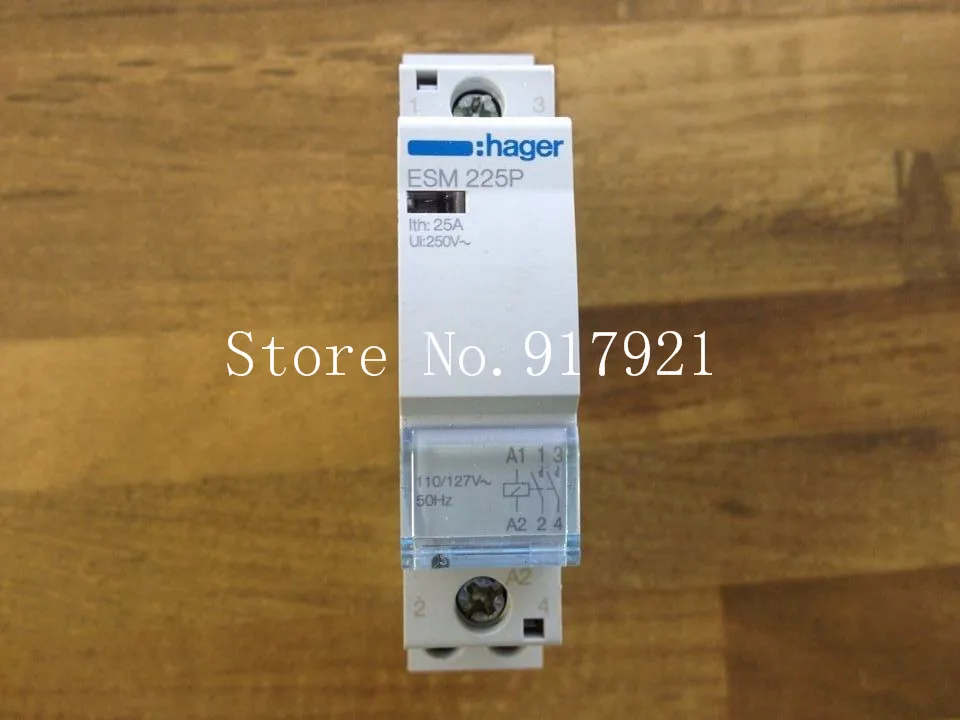 1 3
:hager
ESM 225P
Ith: 25A
Ui:250V~
Store No.917921
A1 1 3
110/127V~
50Hz
A2 2 4
A2
2 4